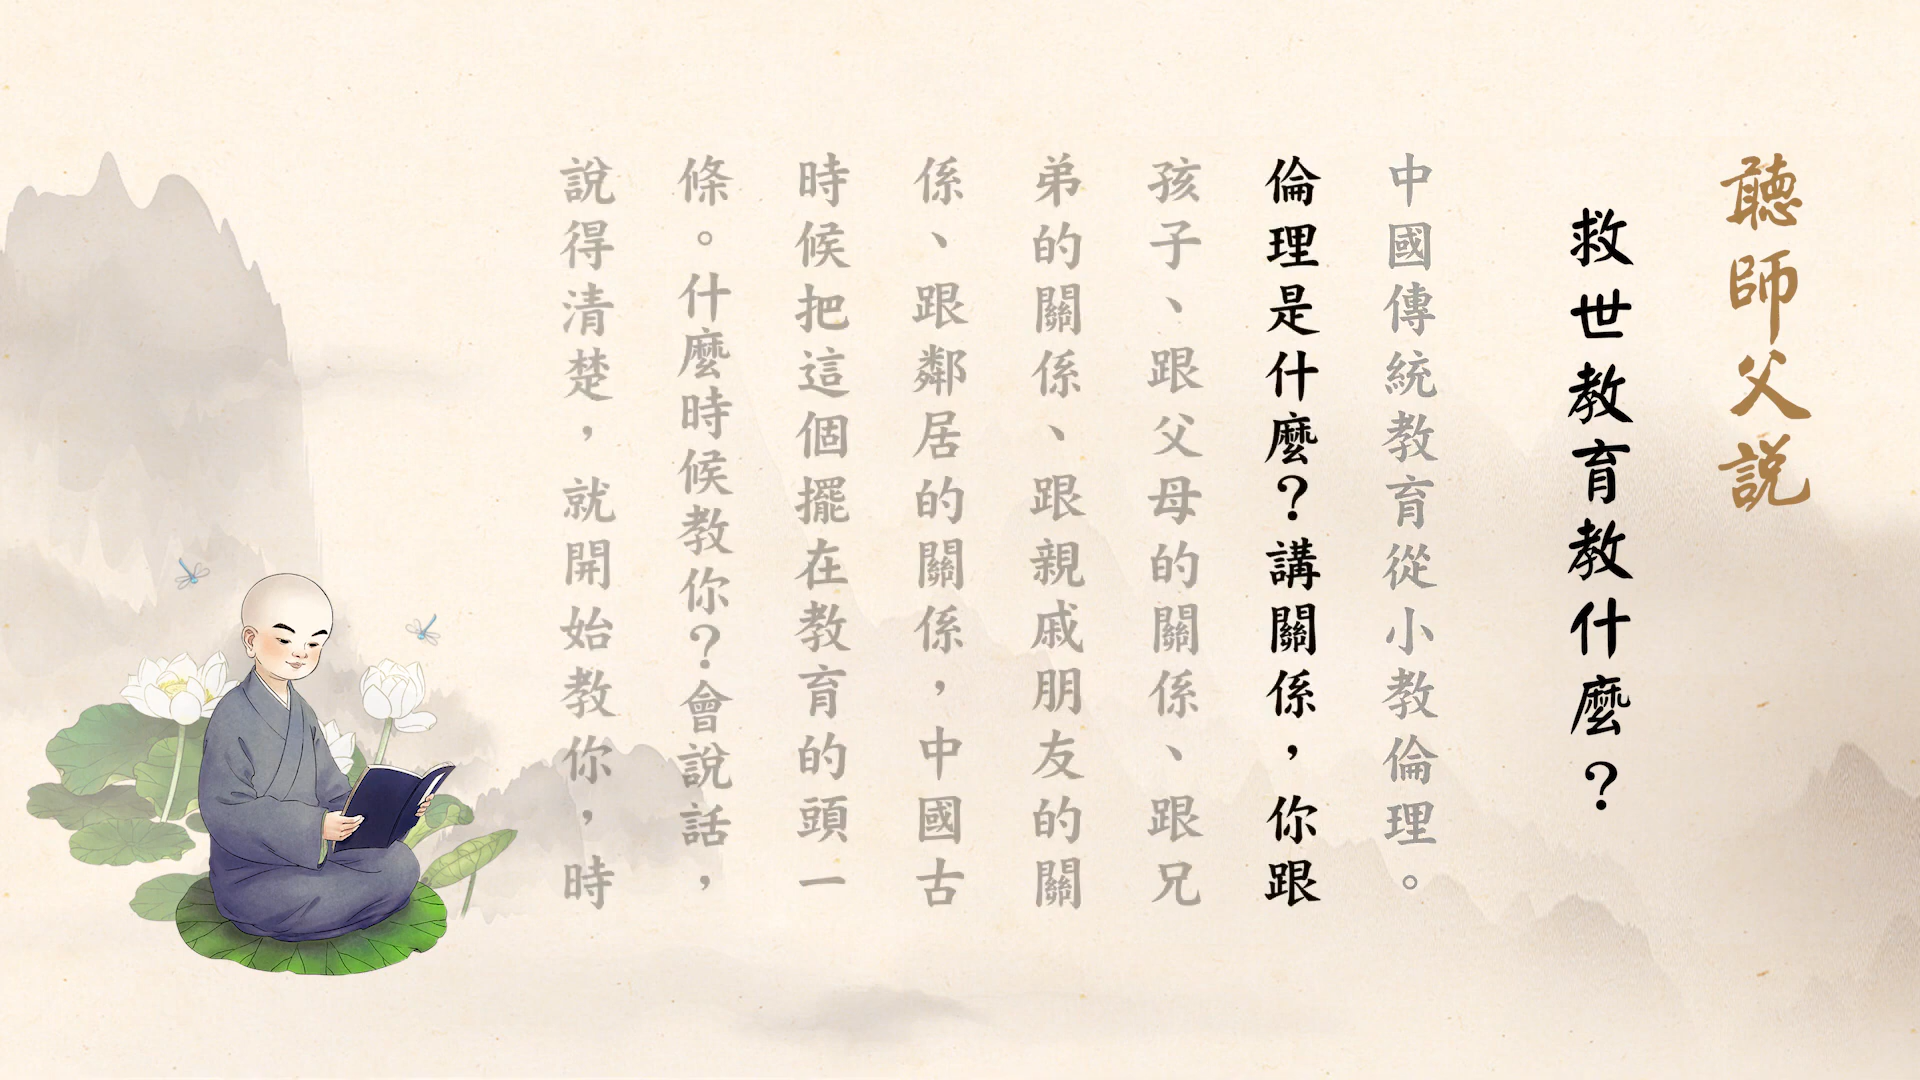 聽師父說
救世教育教什麼？
中國傳統教育從小教倫理。
倫理是什麼？講關係，你跟
孩子、跟父母的關係、跟兄
弟的關係、跟親戚朋友的關
係、跟鄰居的關係，中國古
時候把這個擺在教育的頭一
條。什麼時候教你？會說話，
說得清楚，就開始教你，時